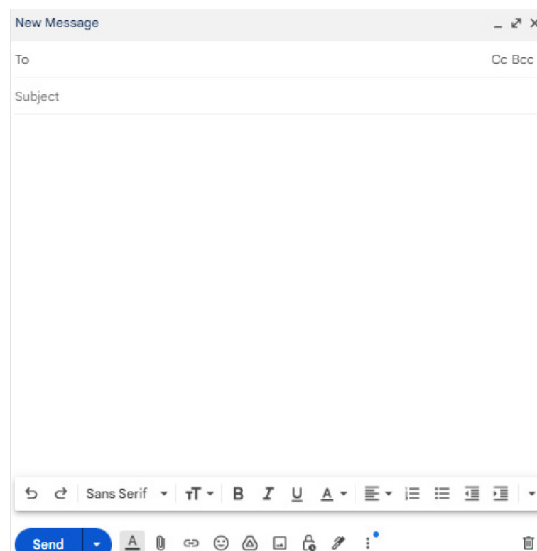 New Message
To Cc Bcc
Subject
Sans Serif
B I U A
Send A